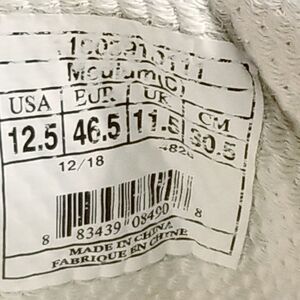 USA EUR UK CM
12.5 46.5 11.5 30.5
12/18
8 83439 08490 8
MADE IN CHINA
FABRIQUE EN CHINE